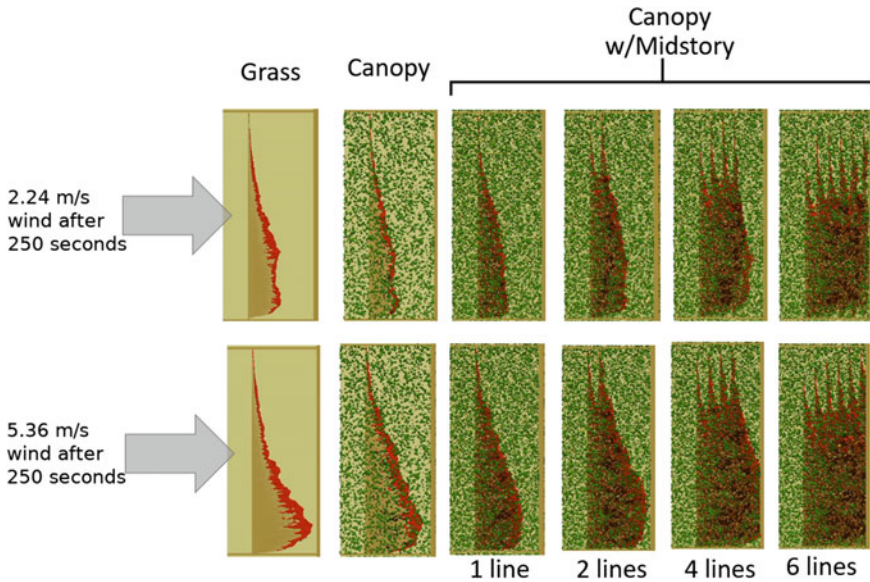 Canopy
w/Midstory
Grass
Canopy
2.24 m/s
wind after
250 seconds
5.36 m/s
wind after
250 seconds
1 line
2 lines
4 lines
6 lines